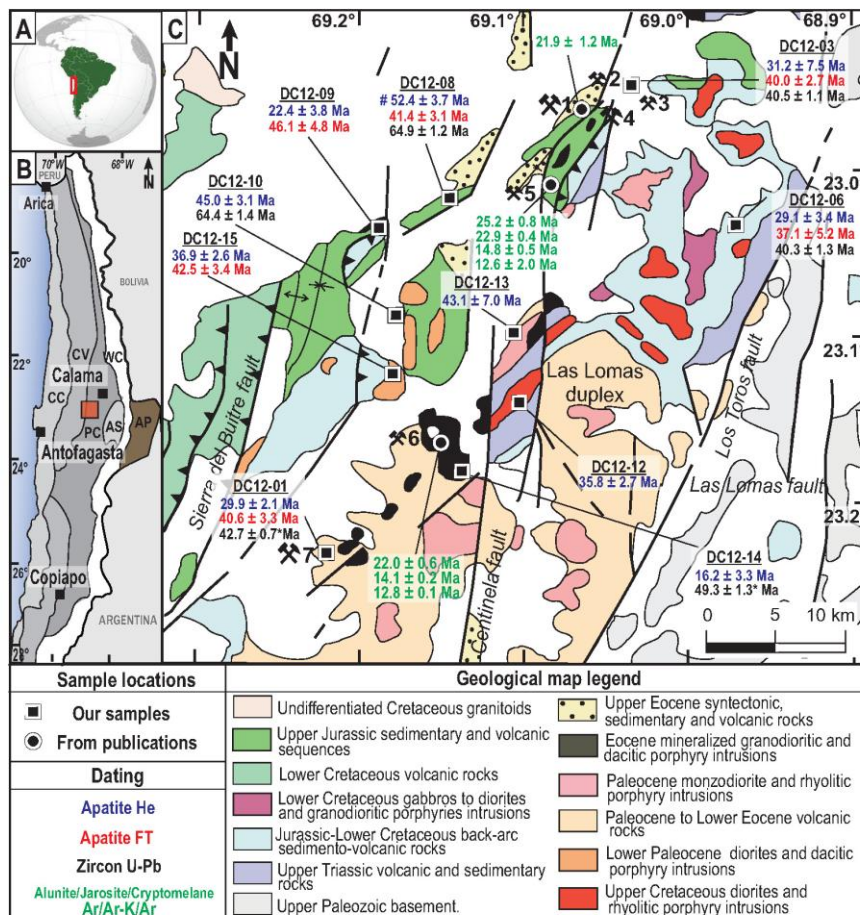 A
B
C
69.2
69.1
69.0
68.9
N
21.9 ± 1.2 Ma
DC12-03
31.2 ± 7.5 Ma
40.0 ± 2.7 Ma
40.5 ± 1.1 Ma
DC12-09
22.4 ± 3.8 Ma
46.1 ± 4.8 Ma
DC12-08
# 52.4 ± 3.7 Ma
41.4 ± 3.1 Ma
64.9 ± 1.2 Ma
1
2
3
4
5
DC12-10
45.0 ± 3.1 Ma
64.4 ± 1.4 Ma
DC12-15
36.9 ± 2.6 Ma
42.5 ± 3.4 Ma
23.0
DC12-06
29.1 ± 3.4 Ma
37.1 ± 5.2 Ma
40.3 ± 1.3 Ma
25.2 ± 0.8 Ma
22.9 ± 0.4 Ma
14.8 ± 0.5 Ma
12.6 ± 2.0 Ma
DC12-13
43.1 ± 7.0 Ma
23.1
Las Lomas
duplex
Sierra del Buitre fault
Los Toros fault
Las Lomas fault
Centinela fault
6
DC12-12
35.8 ± 2.7 Ma
DC12-01
29.9 ± 2.1 Ma
40.6 ± 3.3 Ma
42.7 ± 0.7*Ma
7
22.0 ± 0.6 Ma
14.1 ± 0.2 Ma
12.8 ± 0.1 Ma
23.2
DC12-14
16.2 ± 3.3 Ma
49.3 ± 1.3* Ma
0 5 10 km
70° W 68° W
N
PERU
Arica
20°
BOLIVIA
22°
CV
WC
Calama
CC
PC
AS
AP
Antofagasta
24°
26°
Copiapo
ARGENTINA
28°
Sample locations
Our samples
From publications
Dating
Apatite He
Apatite FT
Zircon U-Pb
Alunite/Jarosite/Cryptomelane
Ar/Ar-K/Ar
Geological map legend
Undifferentiated Cretaceous granitoids
Upper Jurassic sedimentary and volcanic
sequences
Lower Cretaceous volcanic rocks
Lower Cretaceous gabbros to diorites
and granodioritic porphyries intrusions
Jurassic-Lower Cretaceous back-arc
sedimento-volcanic rocks
Upper Triassic volcanic and sedimentary
rocks
Upper Paleozoic basement.
Upper Eocene syntectonic,
sedimentary and volcanic rocks
Eocene mineralized granodioritic and
dacitic porphyry intrusions
Paleocene monzodiorite and rhyolitic
porphyry intrusions
Paleocene to Lower Eocene volcanic
rocks
Lower Paleocene diorites and dacitic
porphyry intrusions
Upper Cretaceous diorites and
rhyolitic porphyry intrusions